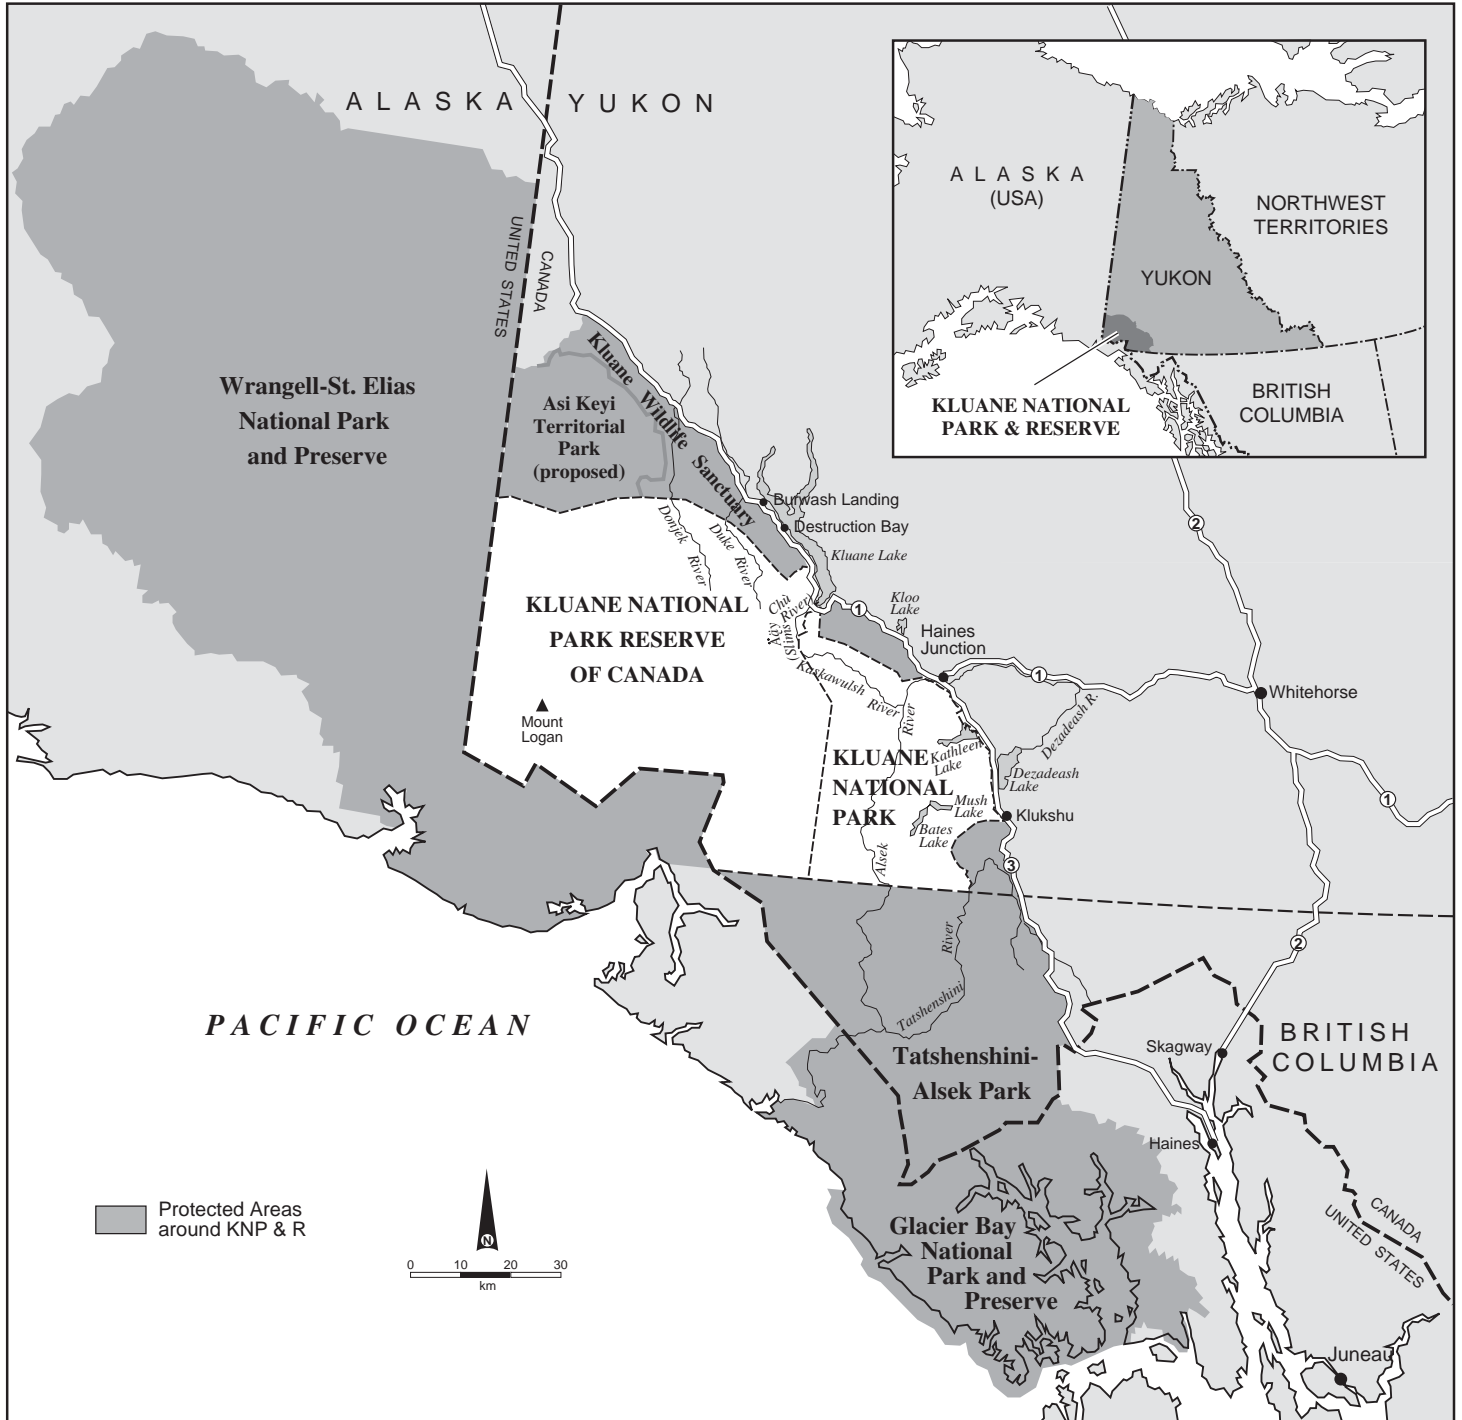 ALASKA
YUKON
UNITED STATES
CANADA
ALASKA
(USA)
NORTHWEST
TERRITORIES
YUKON
BRITISH
COLUMBIA
KLUANE NATIONAL
PARK & RESERVE
Wrangell-St. Elias
National Park
and Preserve
Kluane Wildlife Sanctuary
Asi Keyi
Territorial
Park
(proposed)
Burwash Landing
Destruction Bay
Kluane Lake
Donjek River
Duke River
2
KLUANE NATIONAL
PARK RESERVE
OF CANADA
Ääy Chù
(Slims River)
1
Kloo
Lake
Haines
Junction
1
Whitehorse
Kaskawulsh River
Mount
Logan
Dezadeash R.
KLUANE
NATIONAL
PARK
Kathleen
Lake
Dezadeash
Lake
Mush
Lake
Bates
Lake
Klukshu
1
Alsek River
3
2
Tatshenshini River
PACIFIC OCEAN
Tatshenshini-
Alsek Park
Skagway
BRITISH
COLUMBIA
Haines
CANADA
UNITED STATES
Protected Areas
around KNP & R
N
0 10 20 30
km
Glacier Bay
National
Park and
Preserve
Juneau